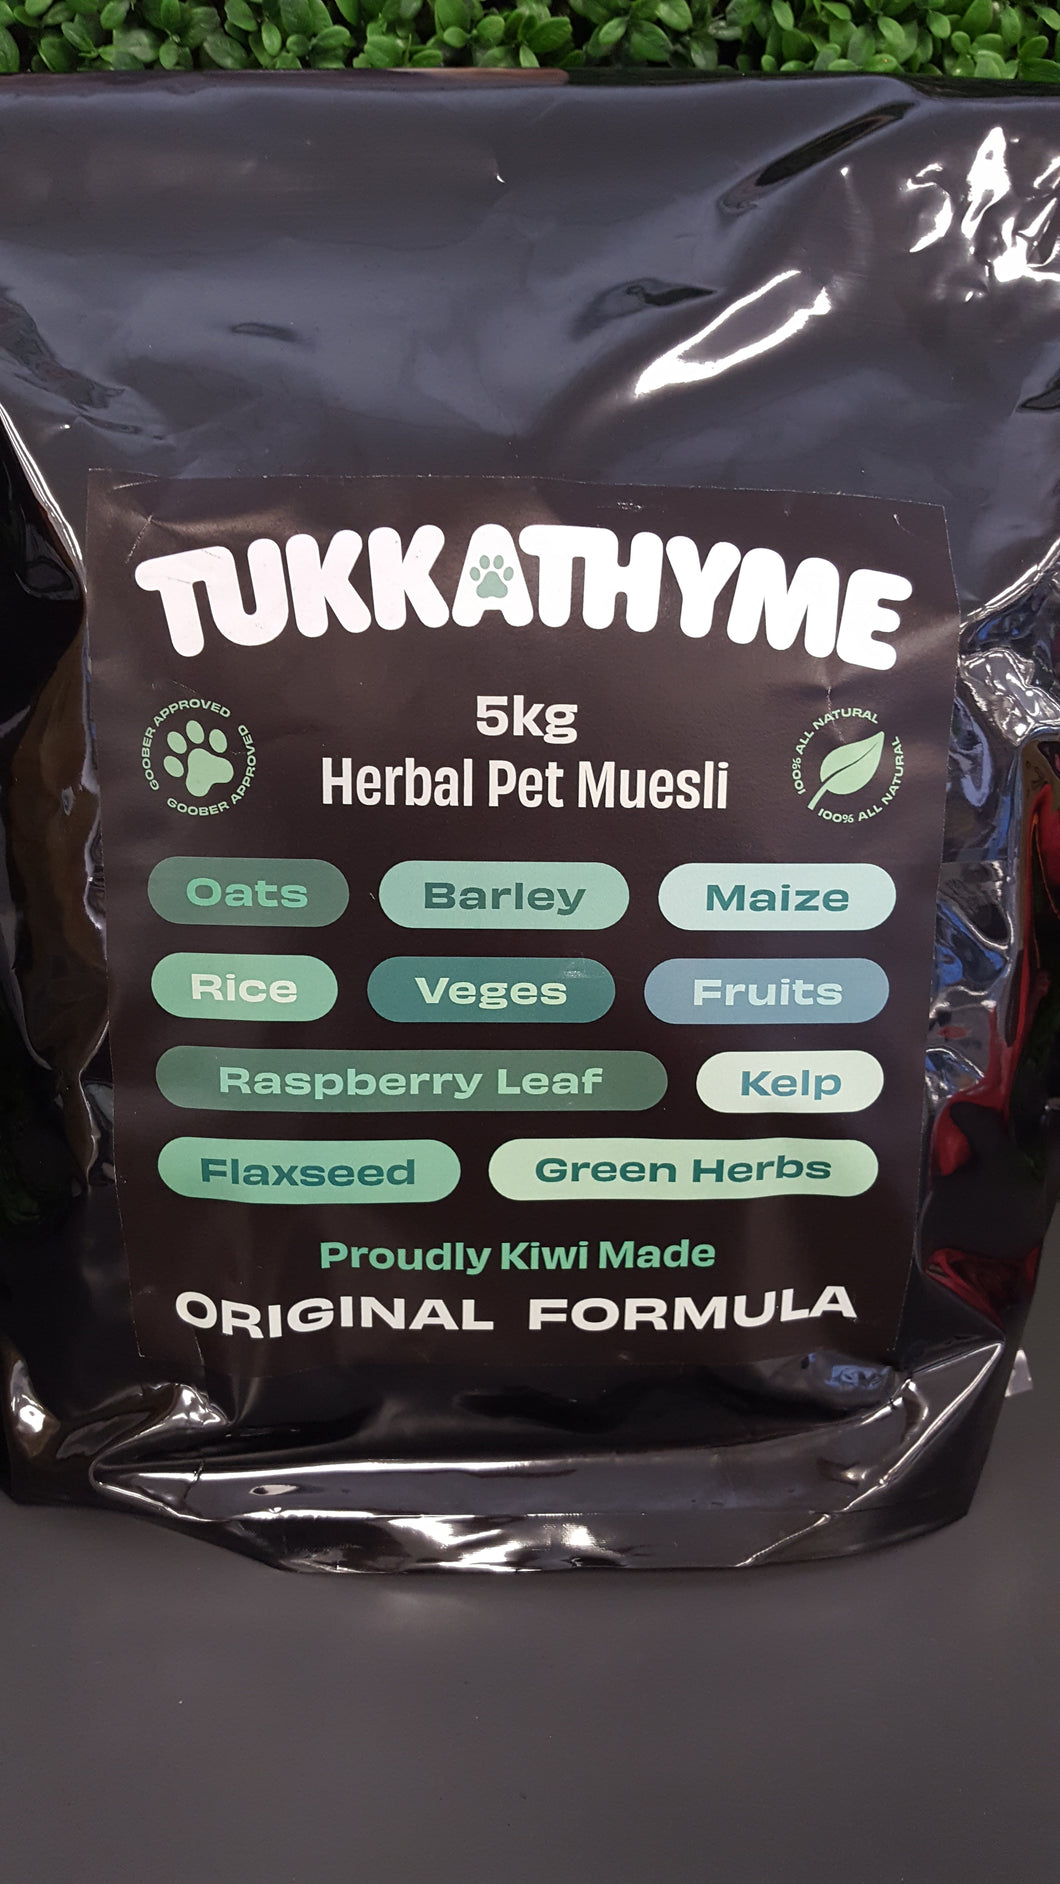 TUKKATHYME
5kg
Herbal Pet Muesli
GOOBER APPROVED GOOBER APPROVED
100% ALL NATURAL 100% ALL NATURAL
Oats Barley Maize
Rice Veges Fruits
Raspberry Leaf Kelp
Flaxseed Green Herbs
Proudly Kiwi Made
ORIGINAL FORMULA